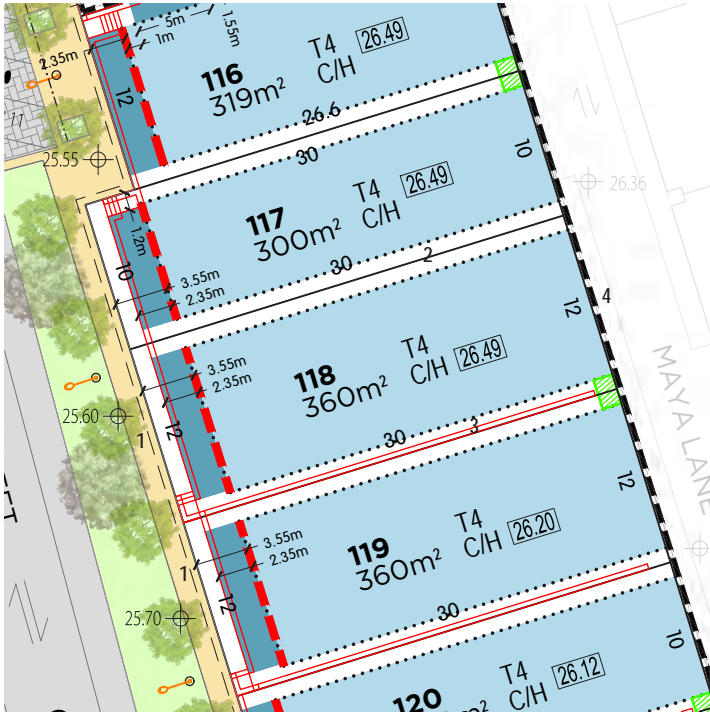 5m
1m
1.55m
2.35m
12
116
319m²
T4
C/H
26.49
26.6
30
25.55
11
10
26.36
117
300m²
T4
C/H
26.49
1.2m
10
3.55m
2.35m
30
2
4
12
118
360m²
T4
C/H
26.49
3.55m
2.35m
MAYA LANE
25.60
1
12
30
3
12
119
360m²
T4
C/H
26.20
3.55m
2.35m
1
12
25.70
30
10
120
m²
T4
C/H
26.12